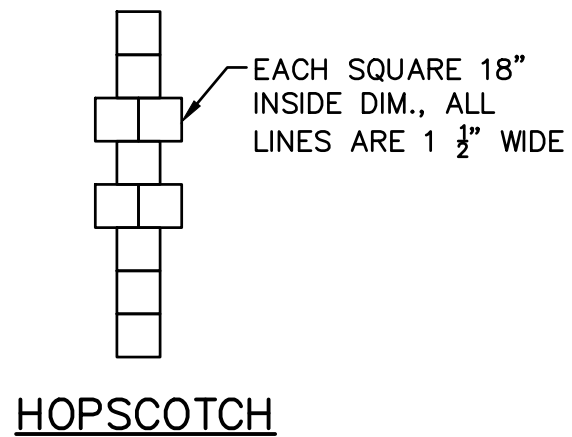 EACH SQUARE 18”
INSIDE DIM., ALL
LINES ARE 1 ½” WIDE
HOPSCOTCH